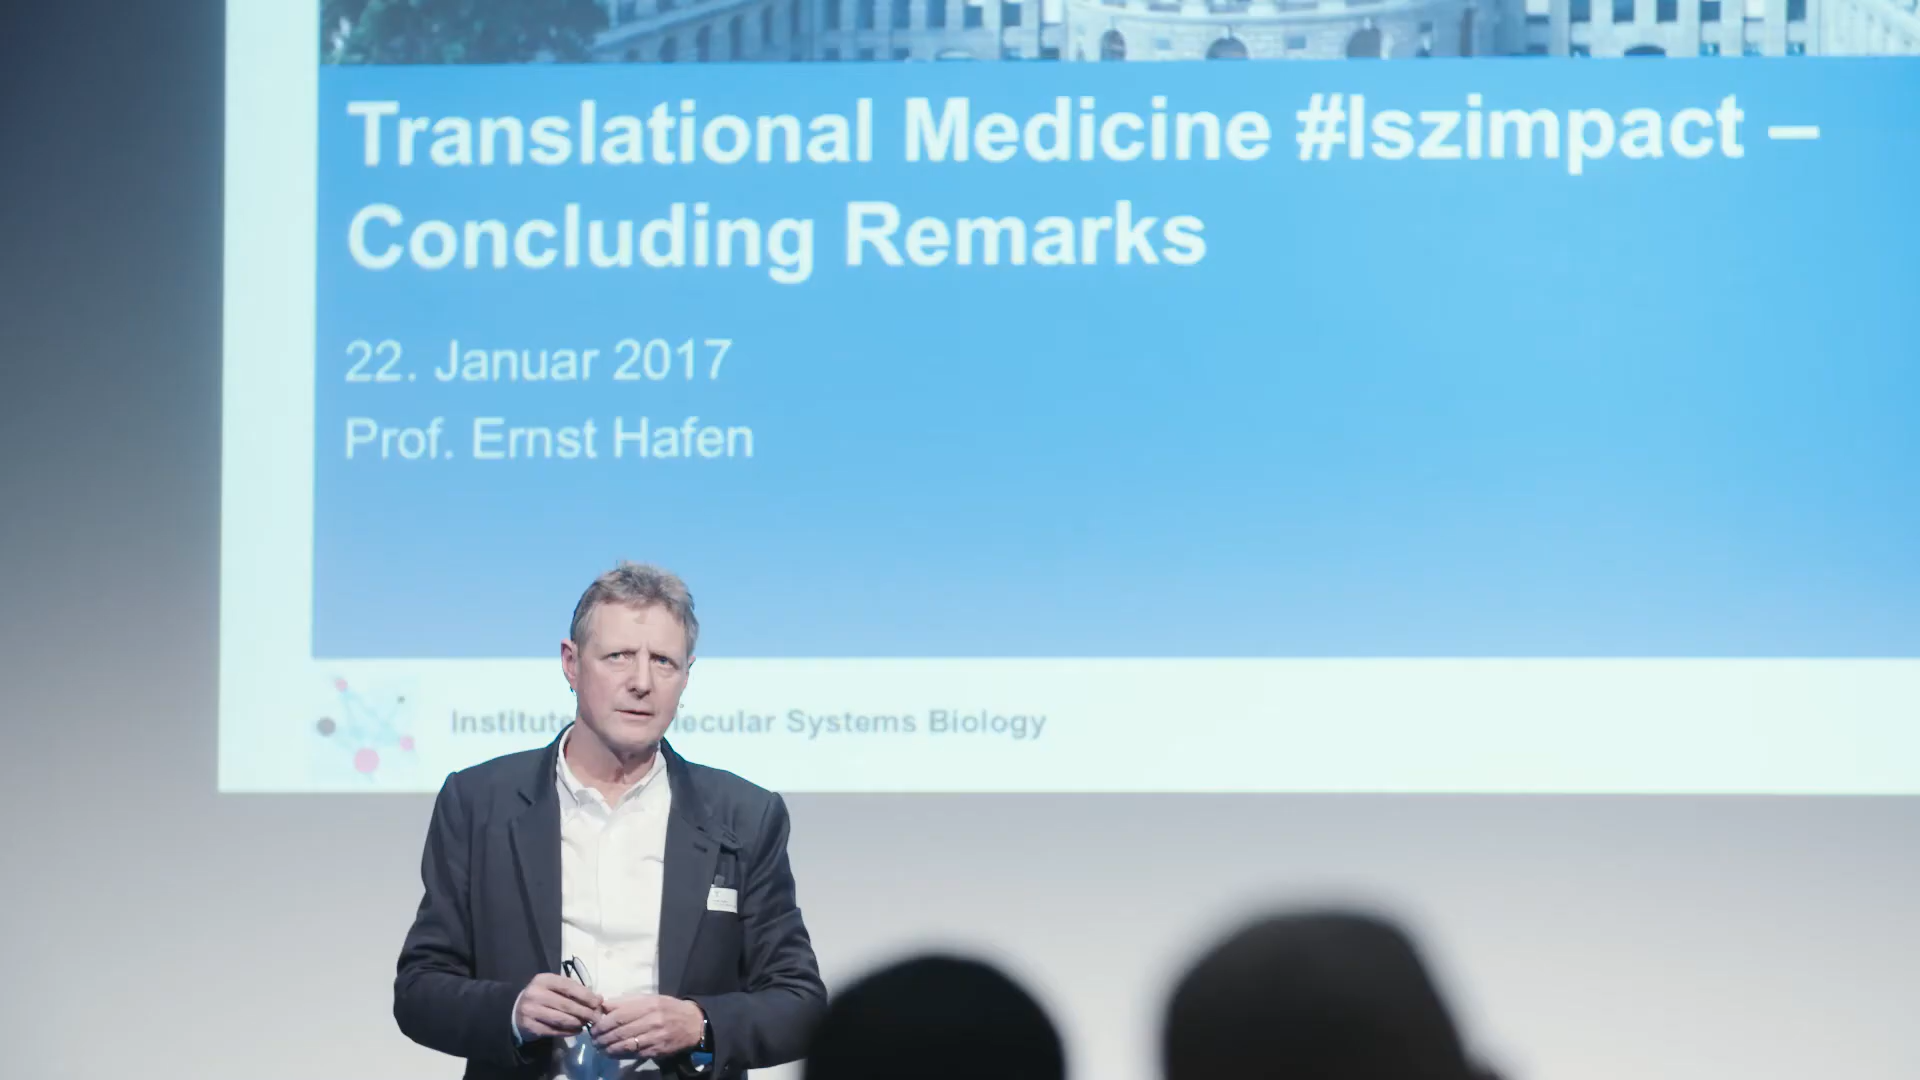 Translational Medicine #lszimpact –
Concluding Remarks
22. Januar 2017
Prof. Ernst Hafen
Institute lecular Systems Biology